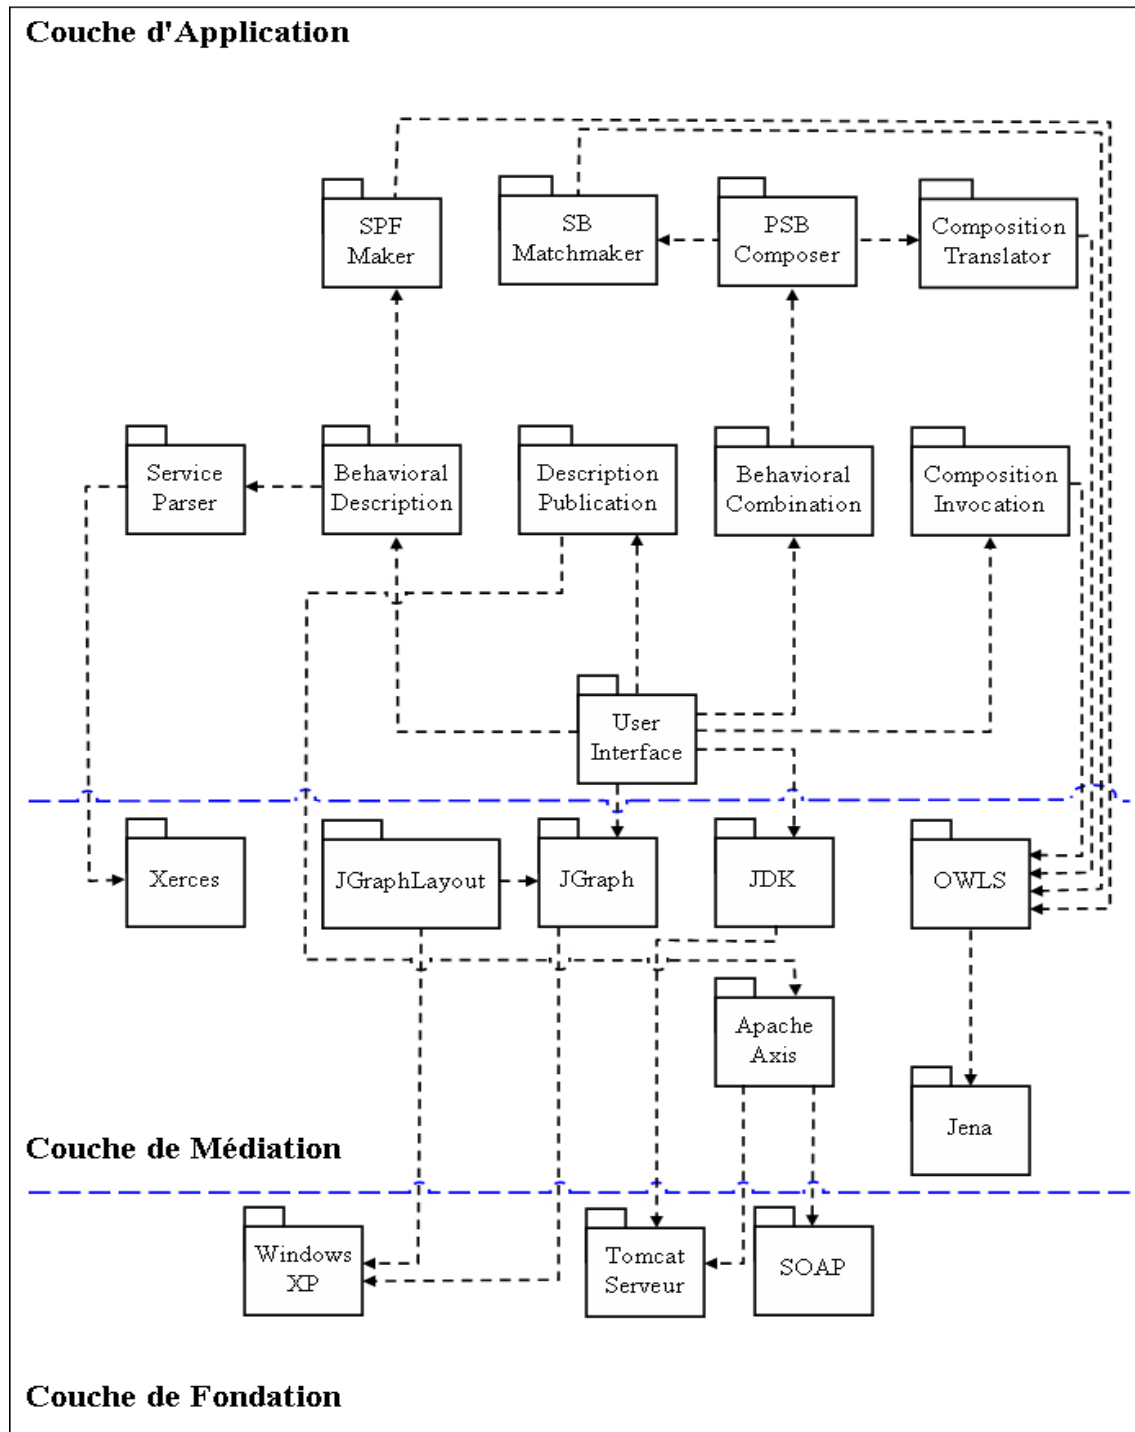 Couche d'Application
SPF
Maker
SB
Matchmaker
PSB
Composer
Composition
Translator
Service
Parser
Behavioral
Description
Description
Publication
Behavioral
Combination
Composition
Invocation
User
Interface
Xerces
JGraphLayout
JGraph
JDK
OWLS
Apache
Axis
Jena
Couche de Médiation
Windows
XP
Tomcat
Serveur
SOAP
Couche de Fondation